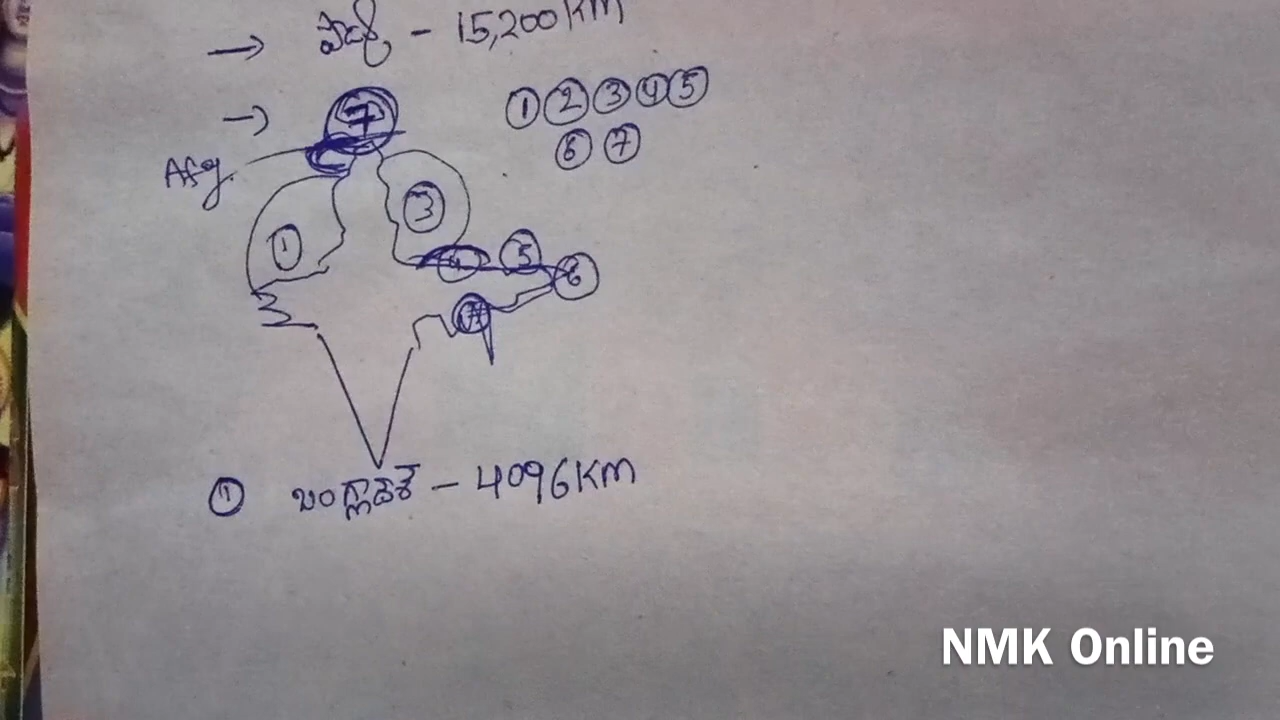 → – 15,200 Km
→ 7 ① ② ③ ④ ⑤
⑥ ⑦
Afg
③
①
④ ⑤
⑥
① బంగ్లాదేశ్ – 4096 Km
NMK Online